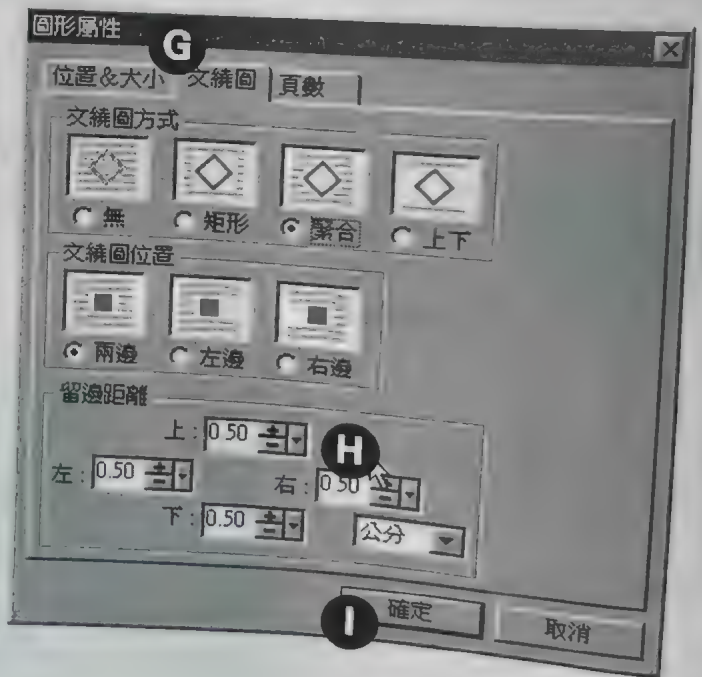 圖形屬性
G
位置&大小 文繞圖 頁數
文繞圖方式
無 矩形 緊合 上下
文繞圖位置
兩邊 左邊 右邊
留邊距離
上: 0.50
H
左: 0.50 右: 0.50
下: 0.50 公分
I
確定 取消